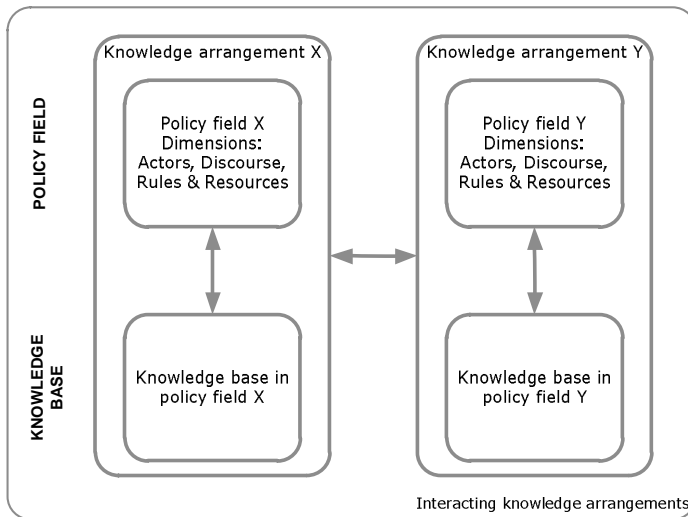 Knowledge arrangement X
Knowledge arrangement Y
POLICY FIELD
Policy field X
Dimensions:
Actors, Discourse,
Rules & Resources
Policy field Y
Dimensions:
Actors, Discourse,
Rules & Resources
KNOWLEDGE
BASE
Knowledge base in
policy field X
Knowledge base in
policy field Y
Interacting knowledge arrangements